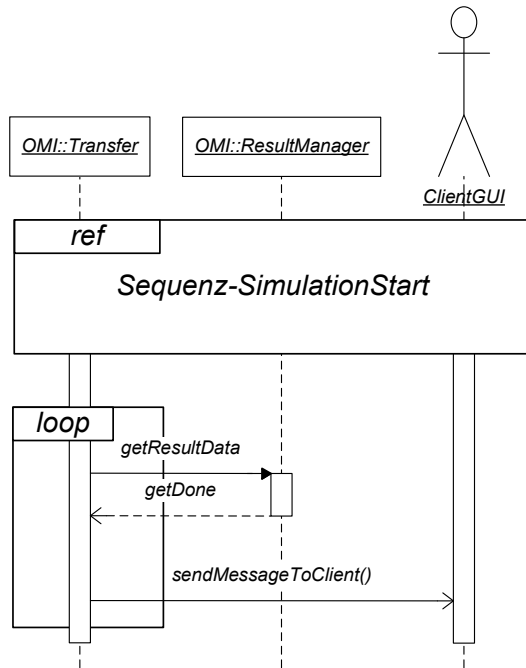 OMI::Transfer
OMI::ResultManager
ClientGUI
ref
Sequenz-SimulationStart
loop
getResultData
getDone
sendMessageToClient()